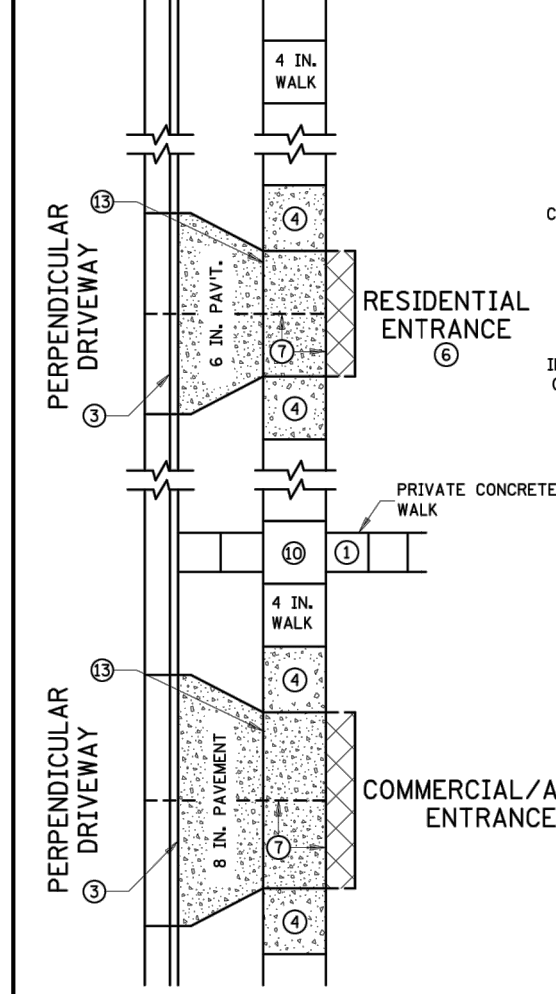 4 IN.
WALK
13
4
C
PERPENDICULAR
DRIVEWAY
6 IN. PAV'T.
RESIDENTIAL
ENTRANCE
6
7
I
C
3
4
PRIVATE CONCRETE
WALK
10
1
4 IN.
WALK
13
4
PERPENDICULAR
DRIVEWAY
8 IN. PAVEMENT
COMMERCIAL/A
ENTRANCE
7
3
4